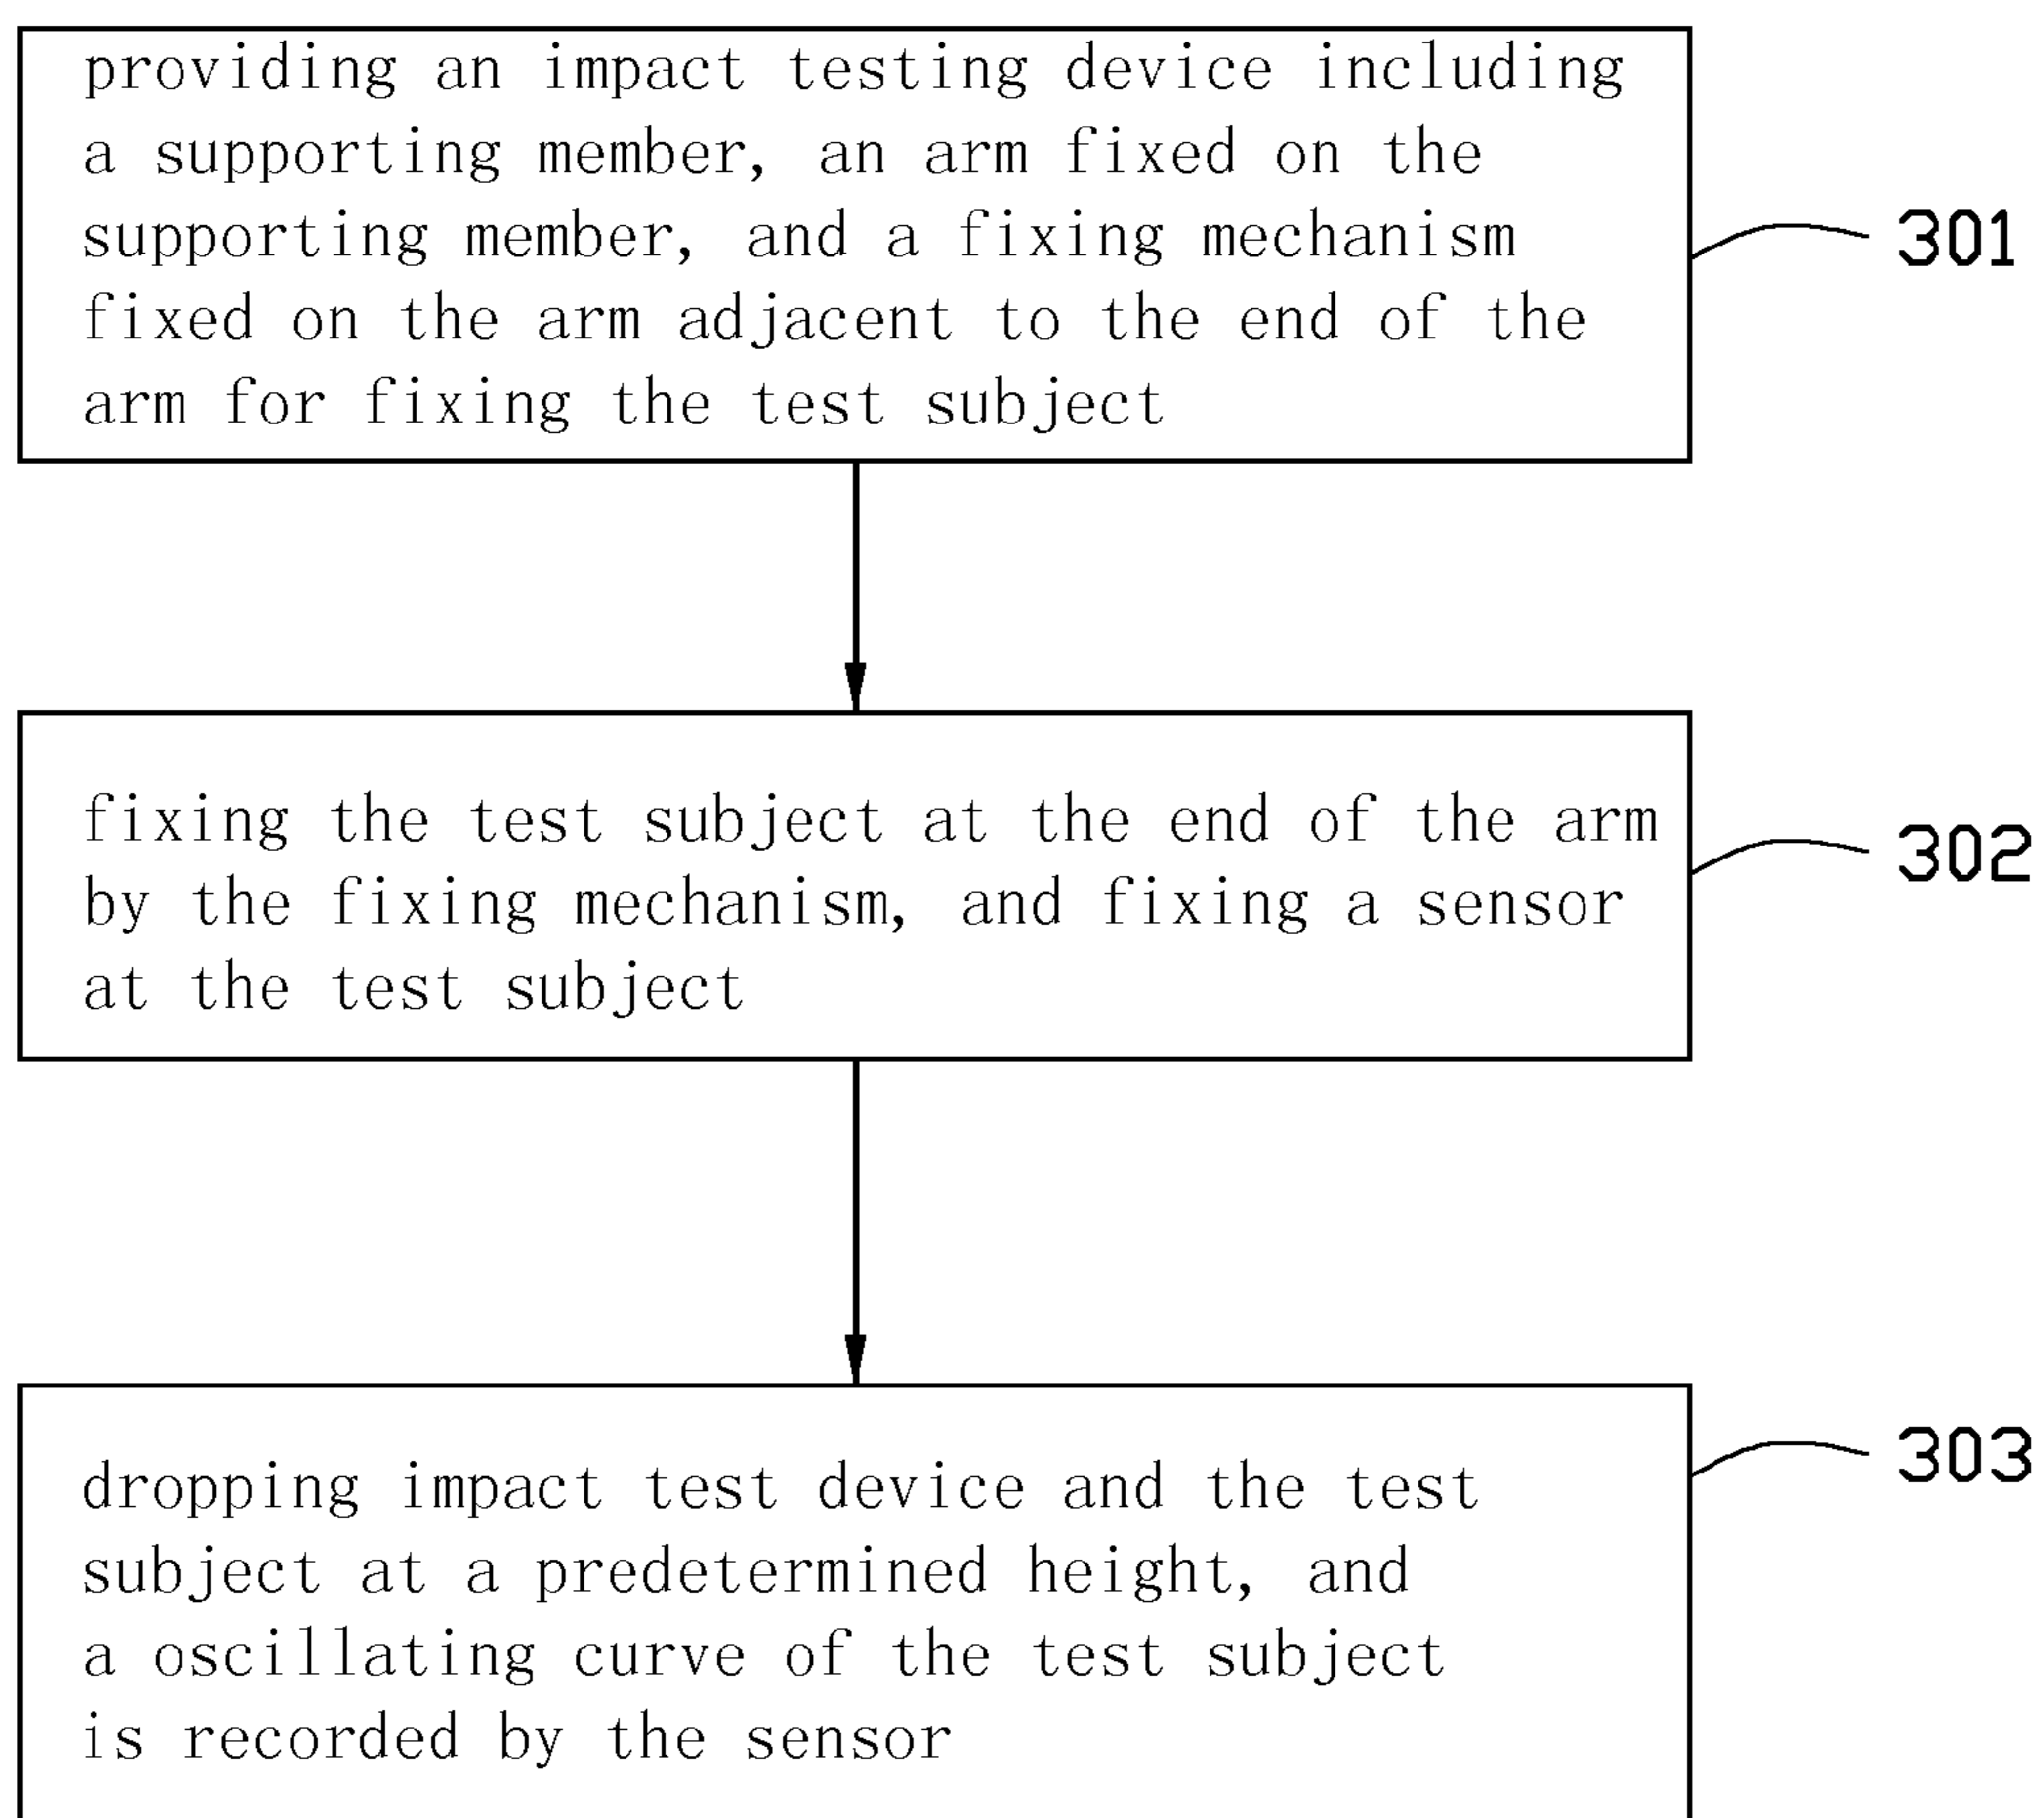 providing an impact testing device including
a supporting member, an arm fixed on the
supporting member, and a fixing mechanism
fixed on the arm adjacent to the end of the
arm for fixing the test subject
301
fixing the test subject at the end of the arm
by the fixing mechanism, and fixing a sensor
at the test subject
302
dropping impact test device and the test
subject at a predetermined height, and
a oscillating curve of the test subject
is recorded by the sensor
303